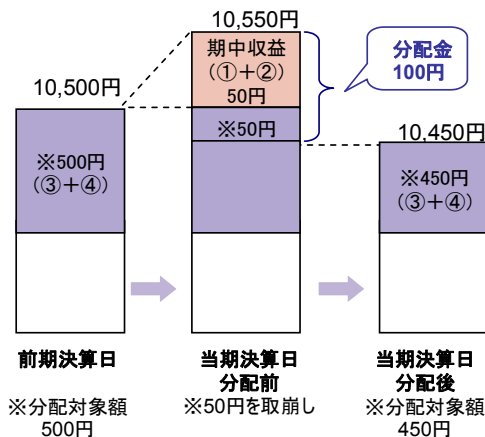 10,550円
期中収益
(①+②)
50円
分配金
100円
10,500円
※50円
10,450円
※500円
(③+④)
※450円
(③+④)
前期決算日
当期決算日
分配前
当期決算日
分配後
※分配対象額
500円
※50円を取崩し
※分配対象額
450円